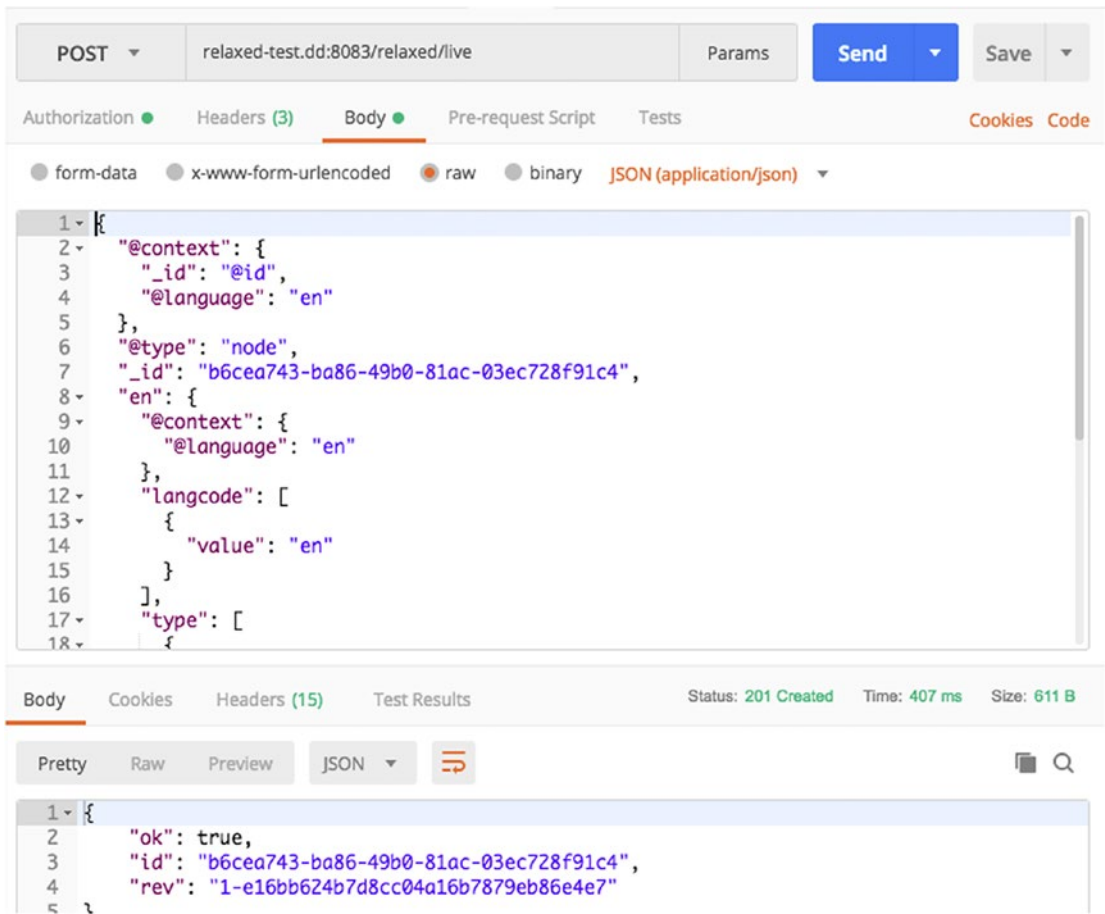 POST relaxed-test.dd:8083/relaxed/live Params Send Save
Authorization Headers (3) Body Pre-request Script Tests Cookies Code
form-data x-www-form-urlencoded raw binary JSON (application/json)
1 {
2 "@context": {
3 "_id": "@id",
4 "@language": "en"
5 },
6 "@type": "node",
7 "_id": "b6cea743-ba86-49b0-81ac-03ec728f91c4",
8 "en": {
9 "@context": {
10 "@language": "en"
11 },
12 "langcode": [
13 {
14 "value": "en"
15 }
16 ],
17 "type": [
18 {
Body Cookies Headers (15) Test Results Status: 201 Created Time: 407 ms Size: 611 B
Pretty Raw Preview JSON
1 {
2 "ok": true,
3 "id": "b6cea743-ba86-49b0-81ac-03ec728f91c4",
4 "rev": "1-e16bb624b7d8cc04a16b7879eb86e4e7"
5 }